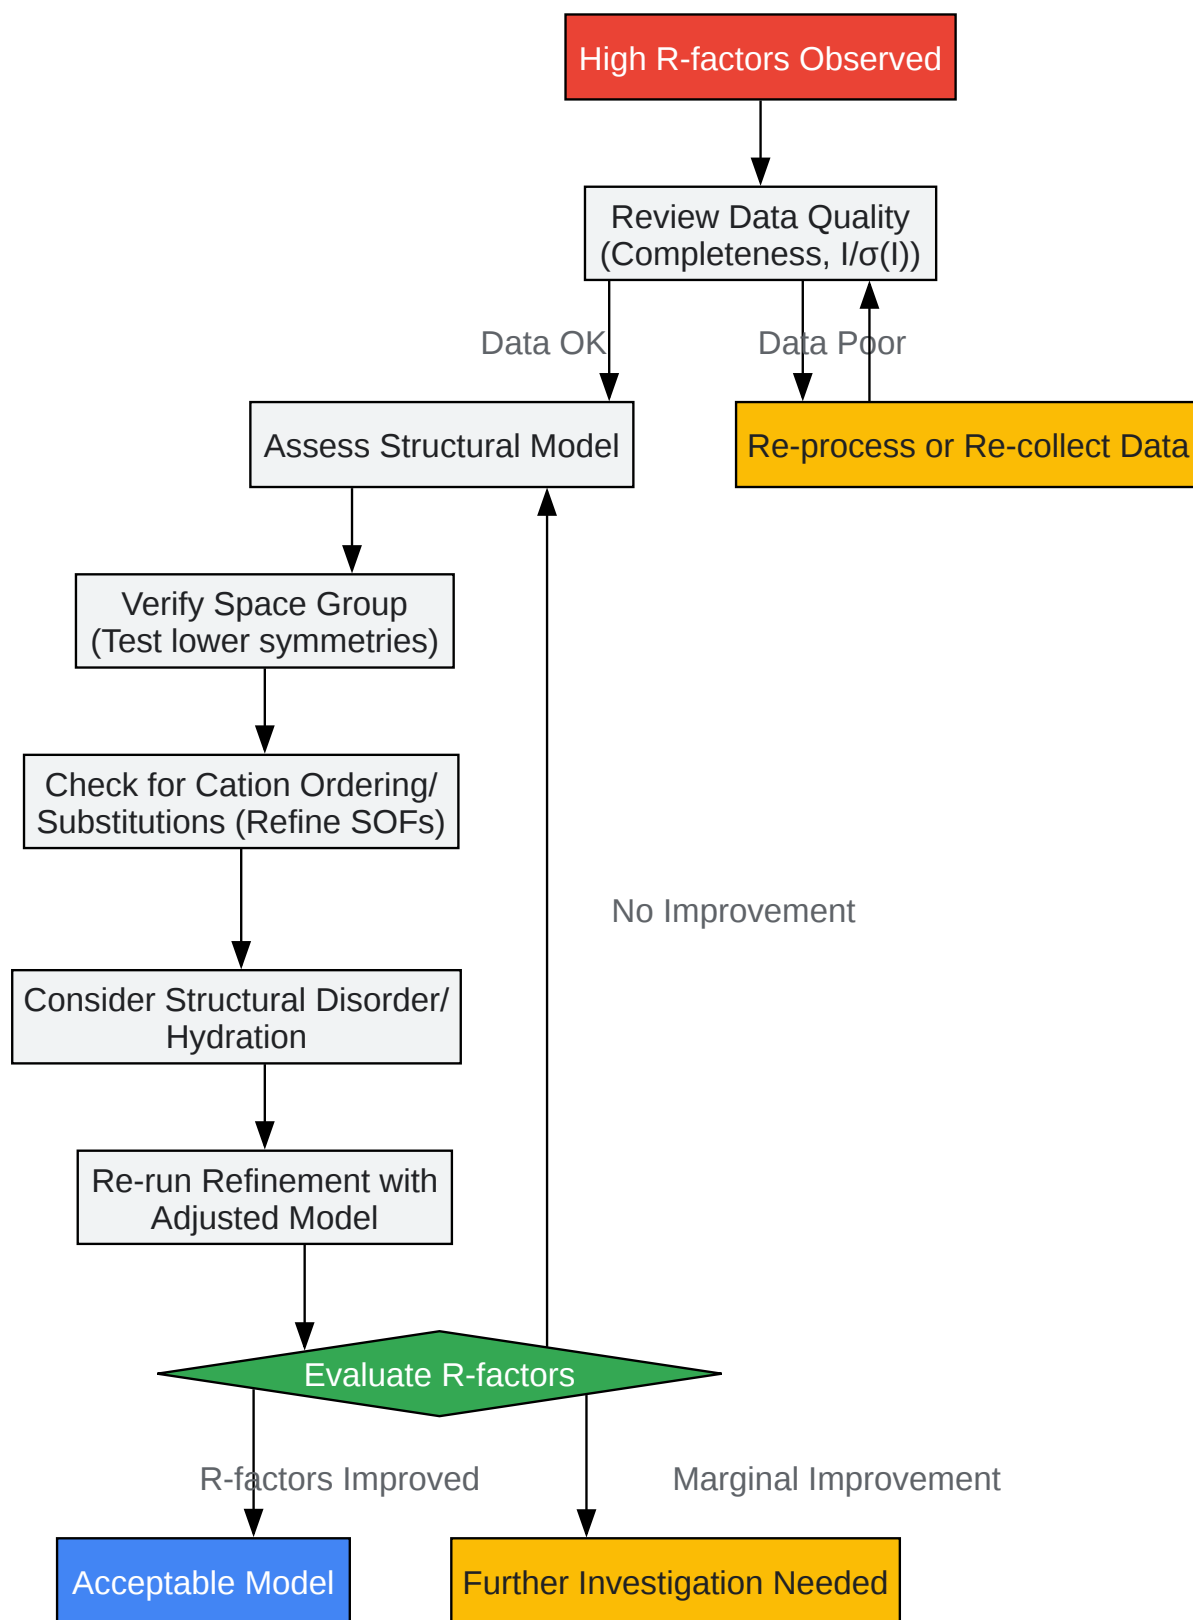 High R-factors Observed
Review Data Quality
(Completeness, I/σ(I))
Data OK
Data Poor
Assess Structural Model
Re-process or Re-collect Data
Verify Space Group
(Test lower symmetries)
Check for Cation Ordering/
Substitutions (Refine SOFs)
No Improvement
Consider Structural Disorder/
Hydration
Re-run Refinement with
Adjusted Model
Evaluate R-factors
R-factors Improved
Marginal Improvement
Acceptable Model
Further Investigation Needed